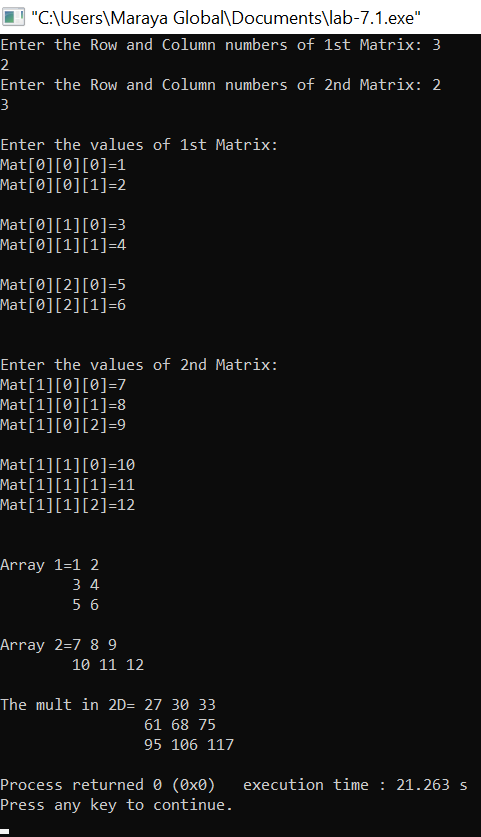 "C:\Users\Maraya Global\Documents\lab-7.1.exe"
Enter the Row and Column numbers of 1st Matrix: 3
2
Enter the Row and Column numbers of 2nd Matrix: 2
3
Enter the values of 1st Matrix:
Mat[0][0][0]=1
Mat[0][0][1]=2
Mat[0][1][0]=3
Mat[0][1][1]=4
Mat[0][2][0]=5
Mat[0][2][1]=6
Enter the values of 2nd Matrix:
Mat[1][0][0]=7
Mat[1][0][1]=8
Mat[1][0][2]=9
Mat[1][1][0]=10
Mat[1][1][1]=11
Mat[1][1][2]=12
Array 1=1 2
3 4
5 6
Array 2=7 8 9
10 11 12
The mult in 2D= 27 30 33
61 68 75
95 106 117
Process returned 0 (0x0)   execution time : 21.263 s
Press any key to continue.